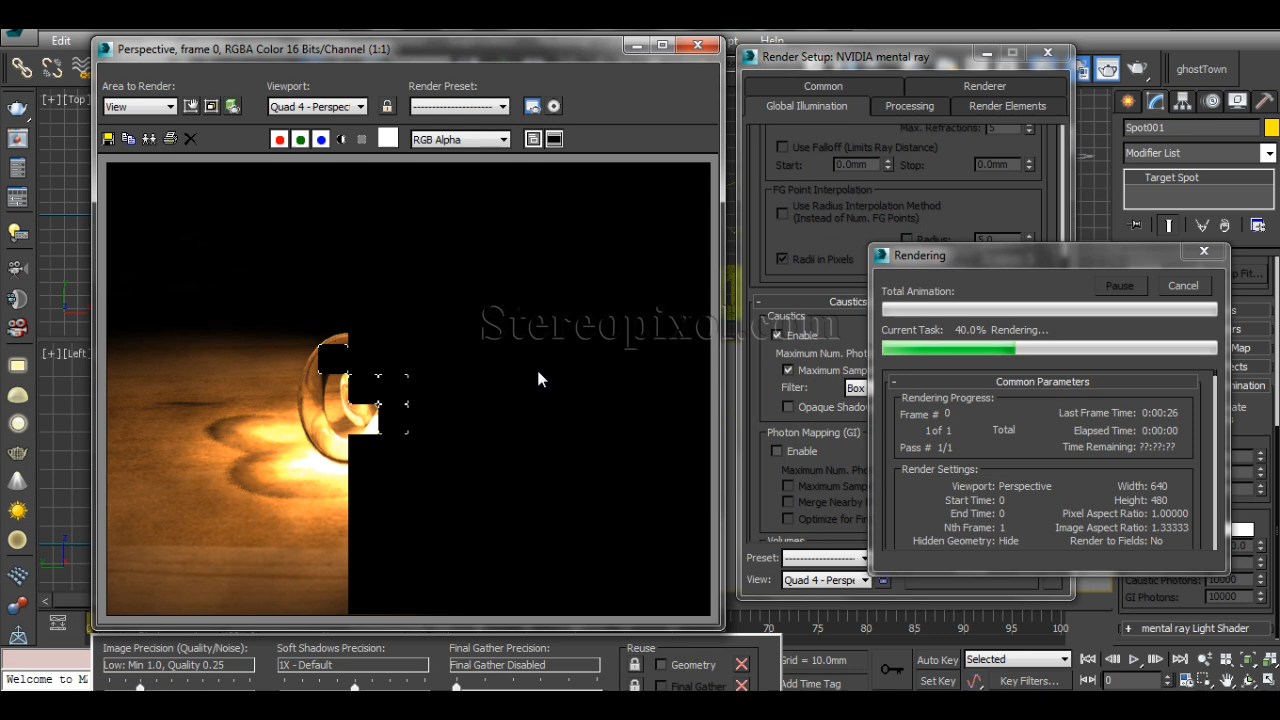 Edit
Perspective, frame 0, RGBA Color 16 Bits/Channel (1:1)
Area to Render:
Viewport:
Render Preset:
View
Quad 4 - Perspec
RGB Alpha
[+][Top]
[+][Left]
Stereopixol.com
Help
Render Setup: NVIDIA mental ray
Common
Renderer
Global Illumination
Processing
Render Elements
Max. Refractions:
5
Use Falloff (Limits Ray Distance)
Start:
0.0mm
Stop:
0.0mm
FG Point Interpolation
Use Radius Interpolation Method
(Instead of Num. FG Points)
Radius:
5.0
Radii in Pixels
Caustics
Enable
Maximum Num. Phot
Maximum Samp
Filter:
Box
Opaque Shado
Photon Mapping (GI)
Enable
Maximum Num. Pho
Maximum Samp
Merge Nearby
Optimize for Fir
Volumes
Preset:
View:
Quad 4 - Perspe
Rendering
Total Animation:
Pause
Cancel
Current Task:
40.0% Rendering...
Common Parameters
Rendering Progress:
Frame # 0
Last Frame Time: 0:00:26
1 of 1
Total
Elapsed Time: 0:00:00
Pass # 1/1
Time Remaining: ??:??:??
Render Settings:
Viewport: Perspective
Width: 640
Start Time: 0
Height: 480
End Time: 0
Pixel Aspect Ratio: 1.00000
Nth Frame: 1
Image Aspect Ratio: 1.33333
Hidden Geometry: Hide
Render to Fields: No
ghostTown
Spot001
Modifier List
Target Spot
Caustic Photons: 10000
GI Photons: 10000
mental ray Light Shader
70 75 80 85 90 95 100
Image Precision (Quality/Noise):
Low: Min 1.0, Quality 0.25
Soft Shadows Precision:
1X - Default
Final Gather Precision:
Final Gather Disabled
Reuse
Geometry
Final Gather
Welcome to M
Grid = 10.0mm
Add Time Tag
Auto Key
Selected
Set Key
Key Filters...
0